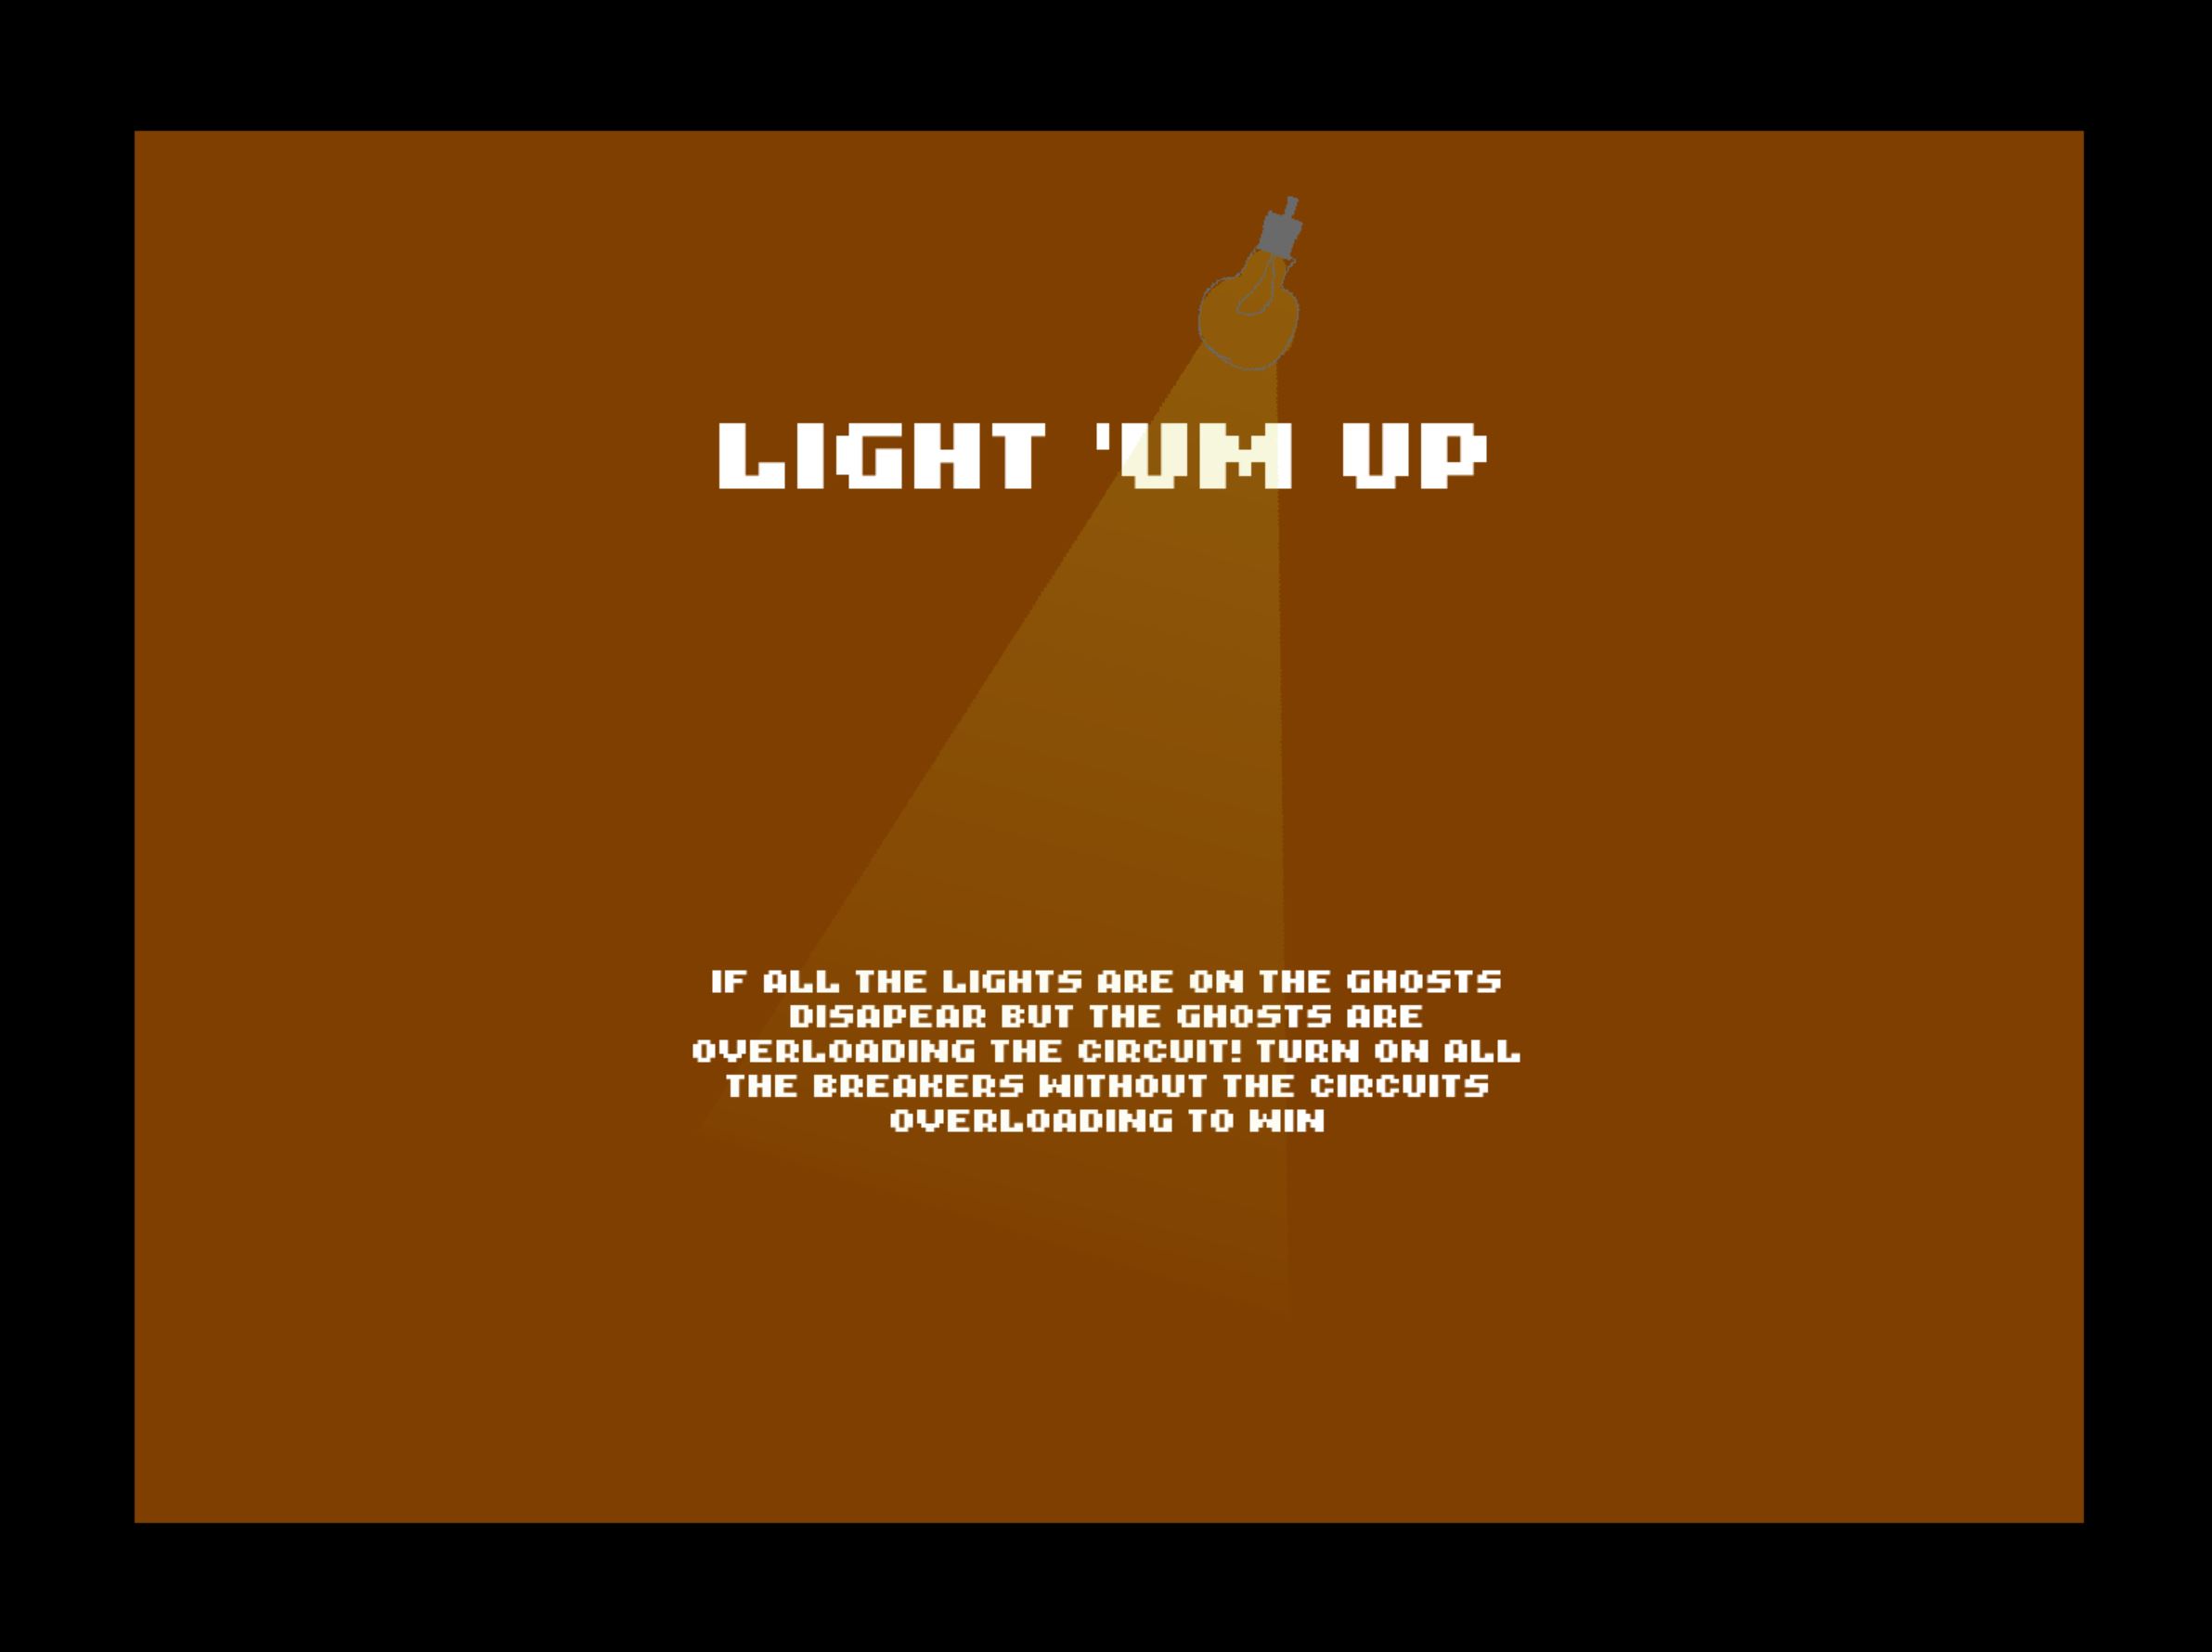 LIGHT 'UM UP
IF ALL THE LIGHTS ARE ON THE GHOSTS
DISAPEAR BUT THE GHOSTS ARE
OVERLOADING THE CIRCUIT! TURN ON ALL
THE BREAKERS WITHOUT THE CIRCUITS
OVERLOADING TO WIN